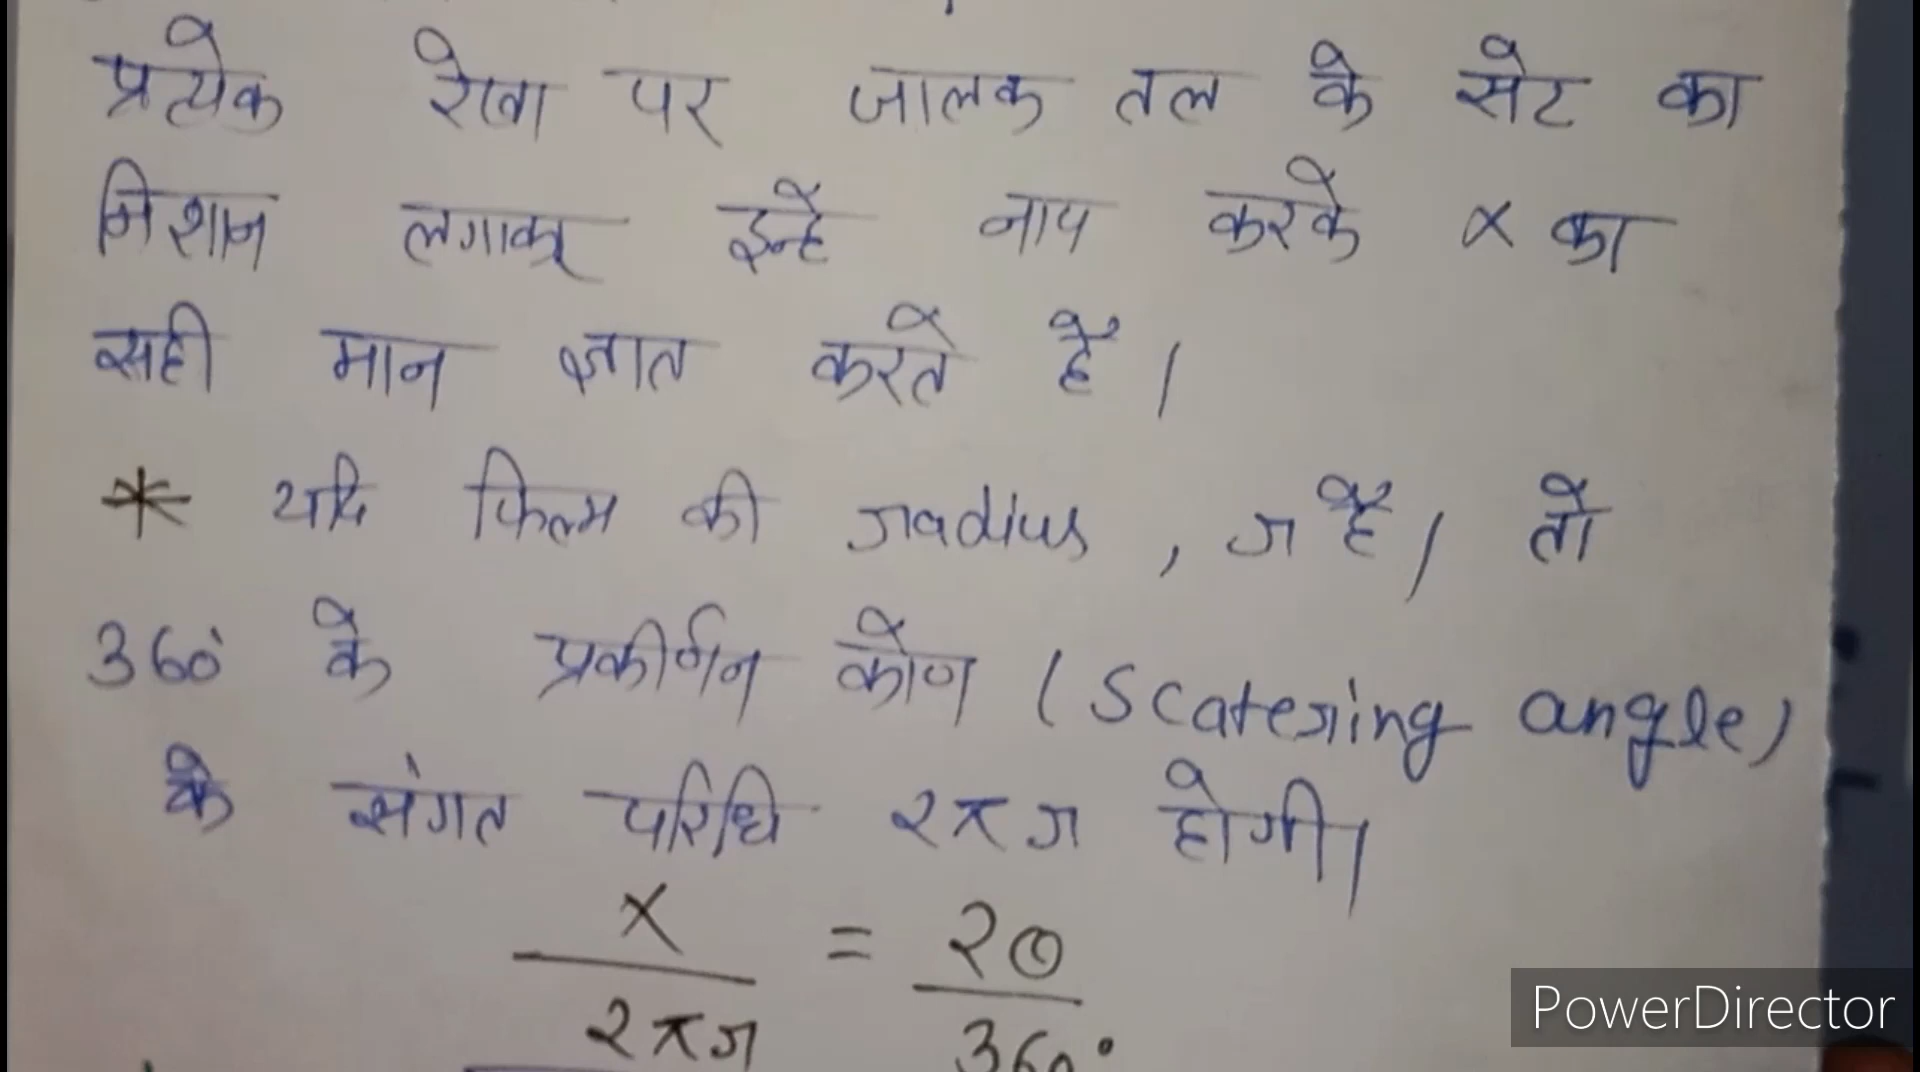 प्रत्येक रेखा पर जालक तल के सेट का
निशान लगाकर इन्हें नाप करके x का
सही मान ज्ञात करते हैं।
* यदि फिल्म की radius, r हैं। तो
360° के प्रकीर्णन कोण (Scatering angle)
के संगत परिधि 2πr होगी।
x/2πr = 2θ/360°
PowerDirector